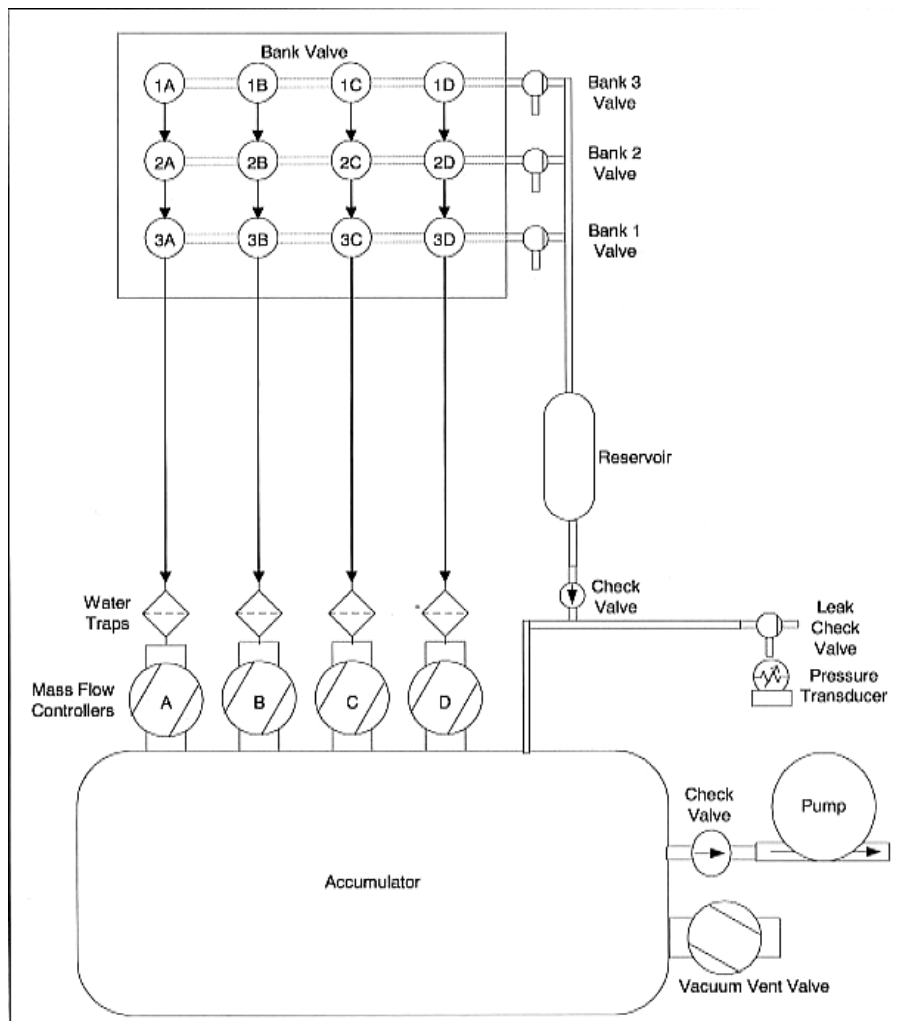 Bank Valve
1A
1B
1C
1D
Bank 3
Valve
2A
2B
2C
2D
Bank 2
Valve
3A
3B
3C
3D
Bank 1
Valve
Reservoir
Check
Valve
Water
Traps
Leak
Check
Valve
Pressure
Transducer
Mass Flow
Controllers
A
B
C
D
Check
Valve
Pump
Accumulator
Vacuum Vent Valve